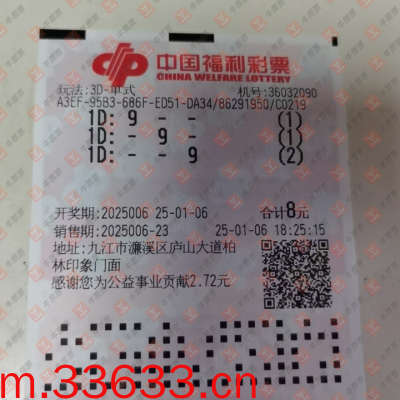 中国福利彩票
CHINA WELFARE LOTTERY
玩法:3D-单式 机号:36032090
A3EF-95B3-686F-ED51-DA34/86291950/C0219
1D: 9 - - (1)
1D: - 9 - (1)
1D: - - 9 (2)
开奖期:2025006 25-01-06 合计8元
销售期:2025006-23 25-01-06 18:25:15
地址:九江市濂溪区庐山大道柏
林印象门面
感谢您为公益事业贡献2.72元
m.33633.cn